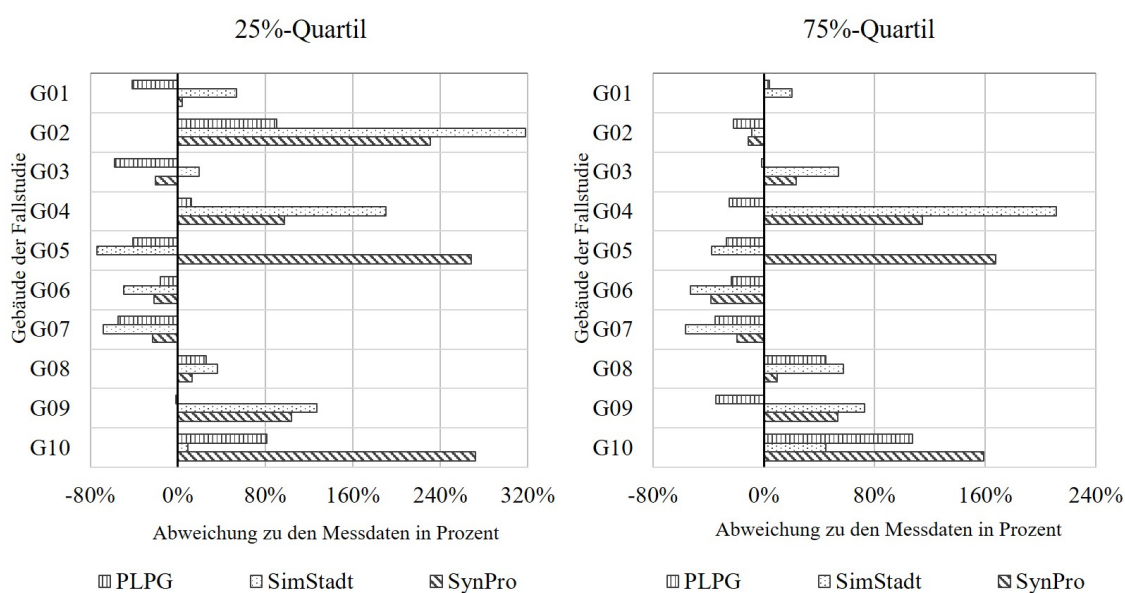 25%-Quartil
Gebäude der Fallstudie
G01
G02
G03
G04
G05
G06
G07
G08
G09
G10
-80% 0% 80% 160% 240% 320%
Abweichung zu den Messdaten in Prozent
PLPG SimStadt SynPro
75%-Quartil
Gebäude der Fallstudie
G01
G02
G03
G04
G05
G06
G07
G08
G09
G10
-80% 0% 80% 160% 240%
Abweichung zu den Messdaten in Prozent
PLPG SimStadt SynPro